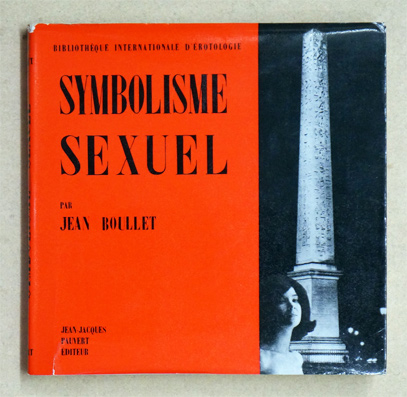 BIBLIOTHÈQUE INTERNATIONALE D'ÉROTOLOGIE
SYMBOLISME
SEXUEL
PAR
JEAN BOULLET
JEAN-JACQUES
PAUVERT
ÉDITEUR